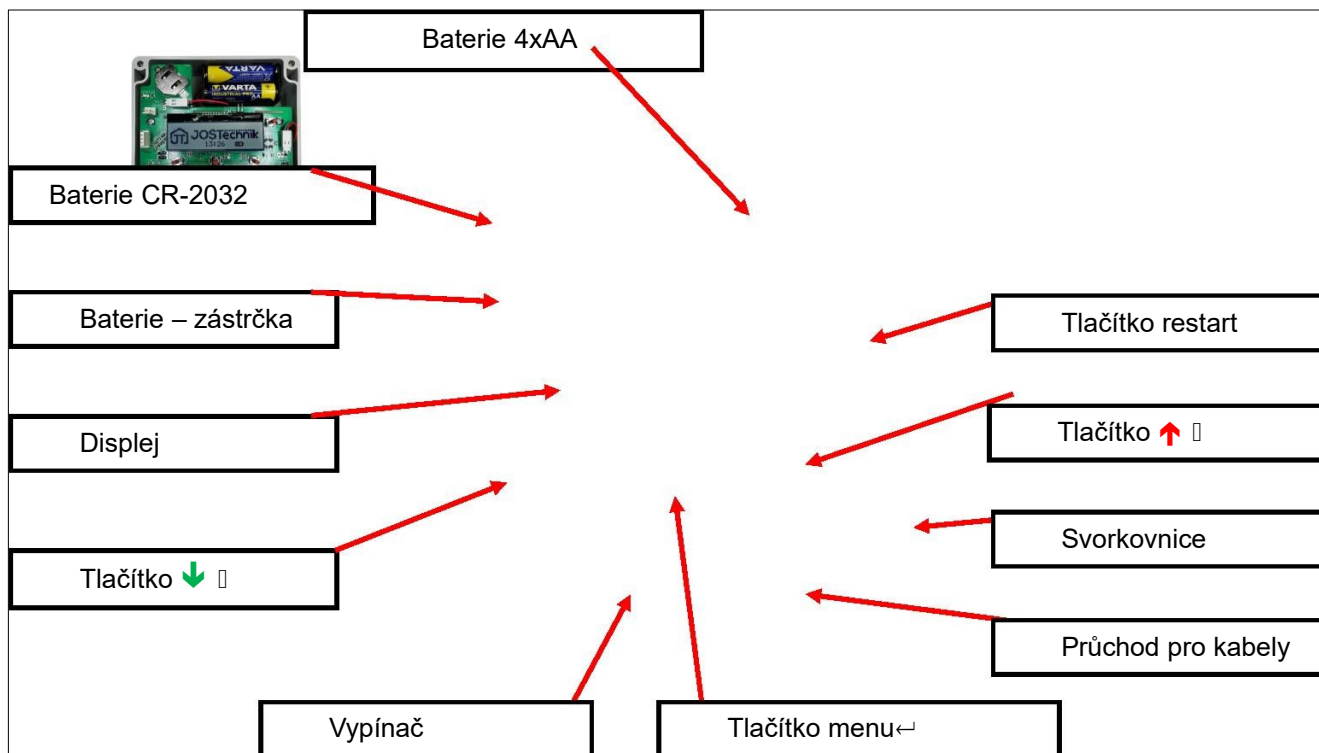 Baterie 4xAA
VARTA
VARTA
INDUSTRIAL
JOSTechnik
13:26
Baterie CR-2032
Baterie – zástrčka
Tlačítko restart
Tlačítko ↑ ▯
Displej
Svorkovnice
Tlačítko ↓ ▯
Průchod pro kabely
Vypínač
Tlačítko menu↵